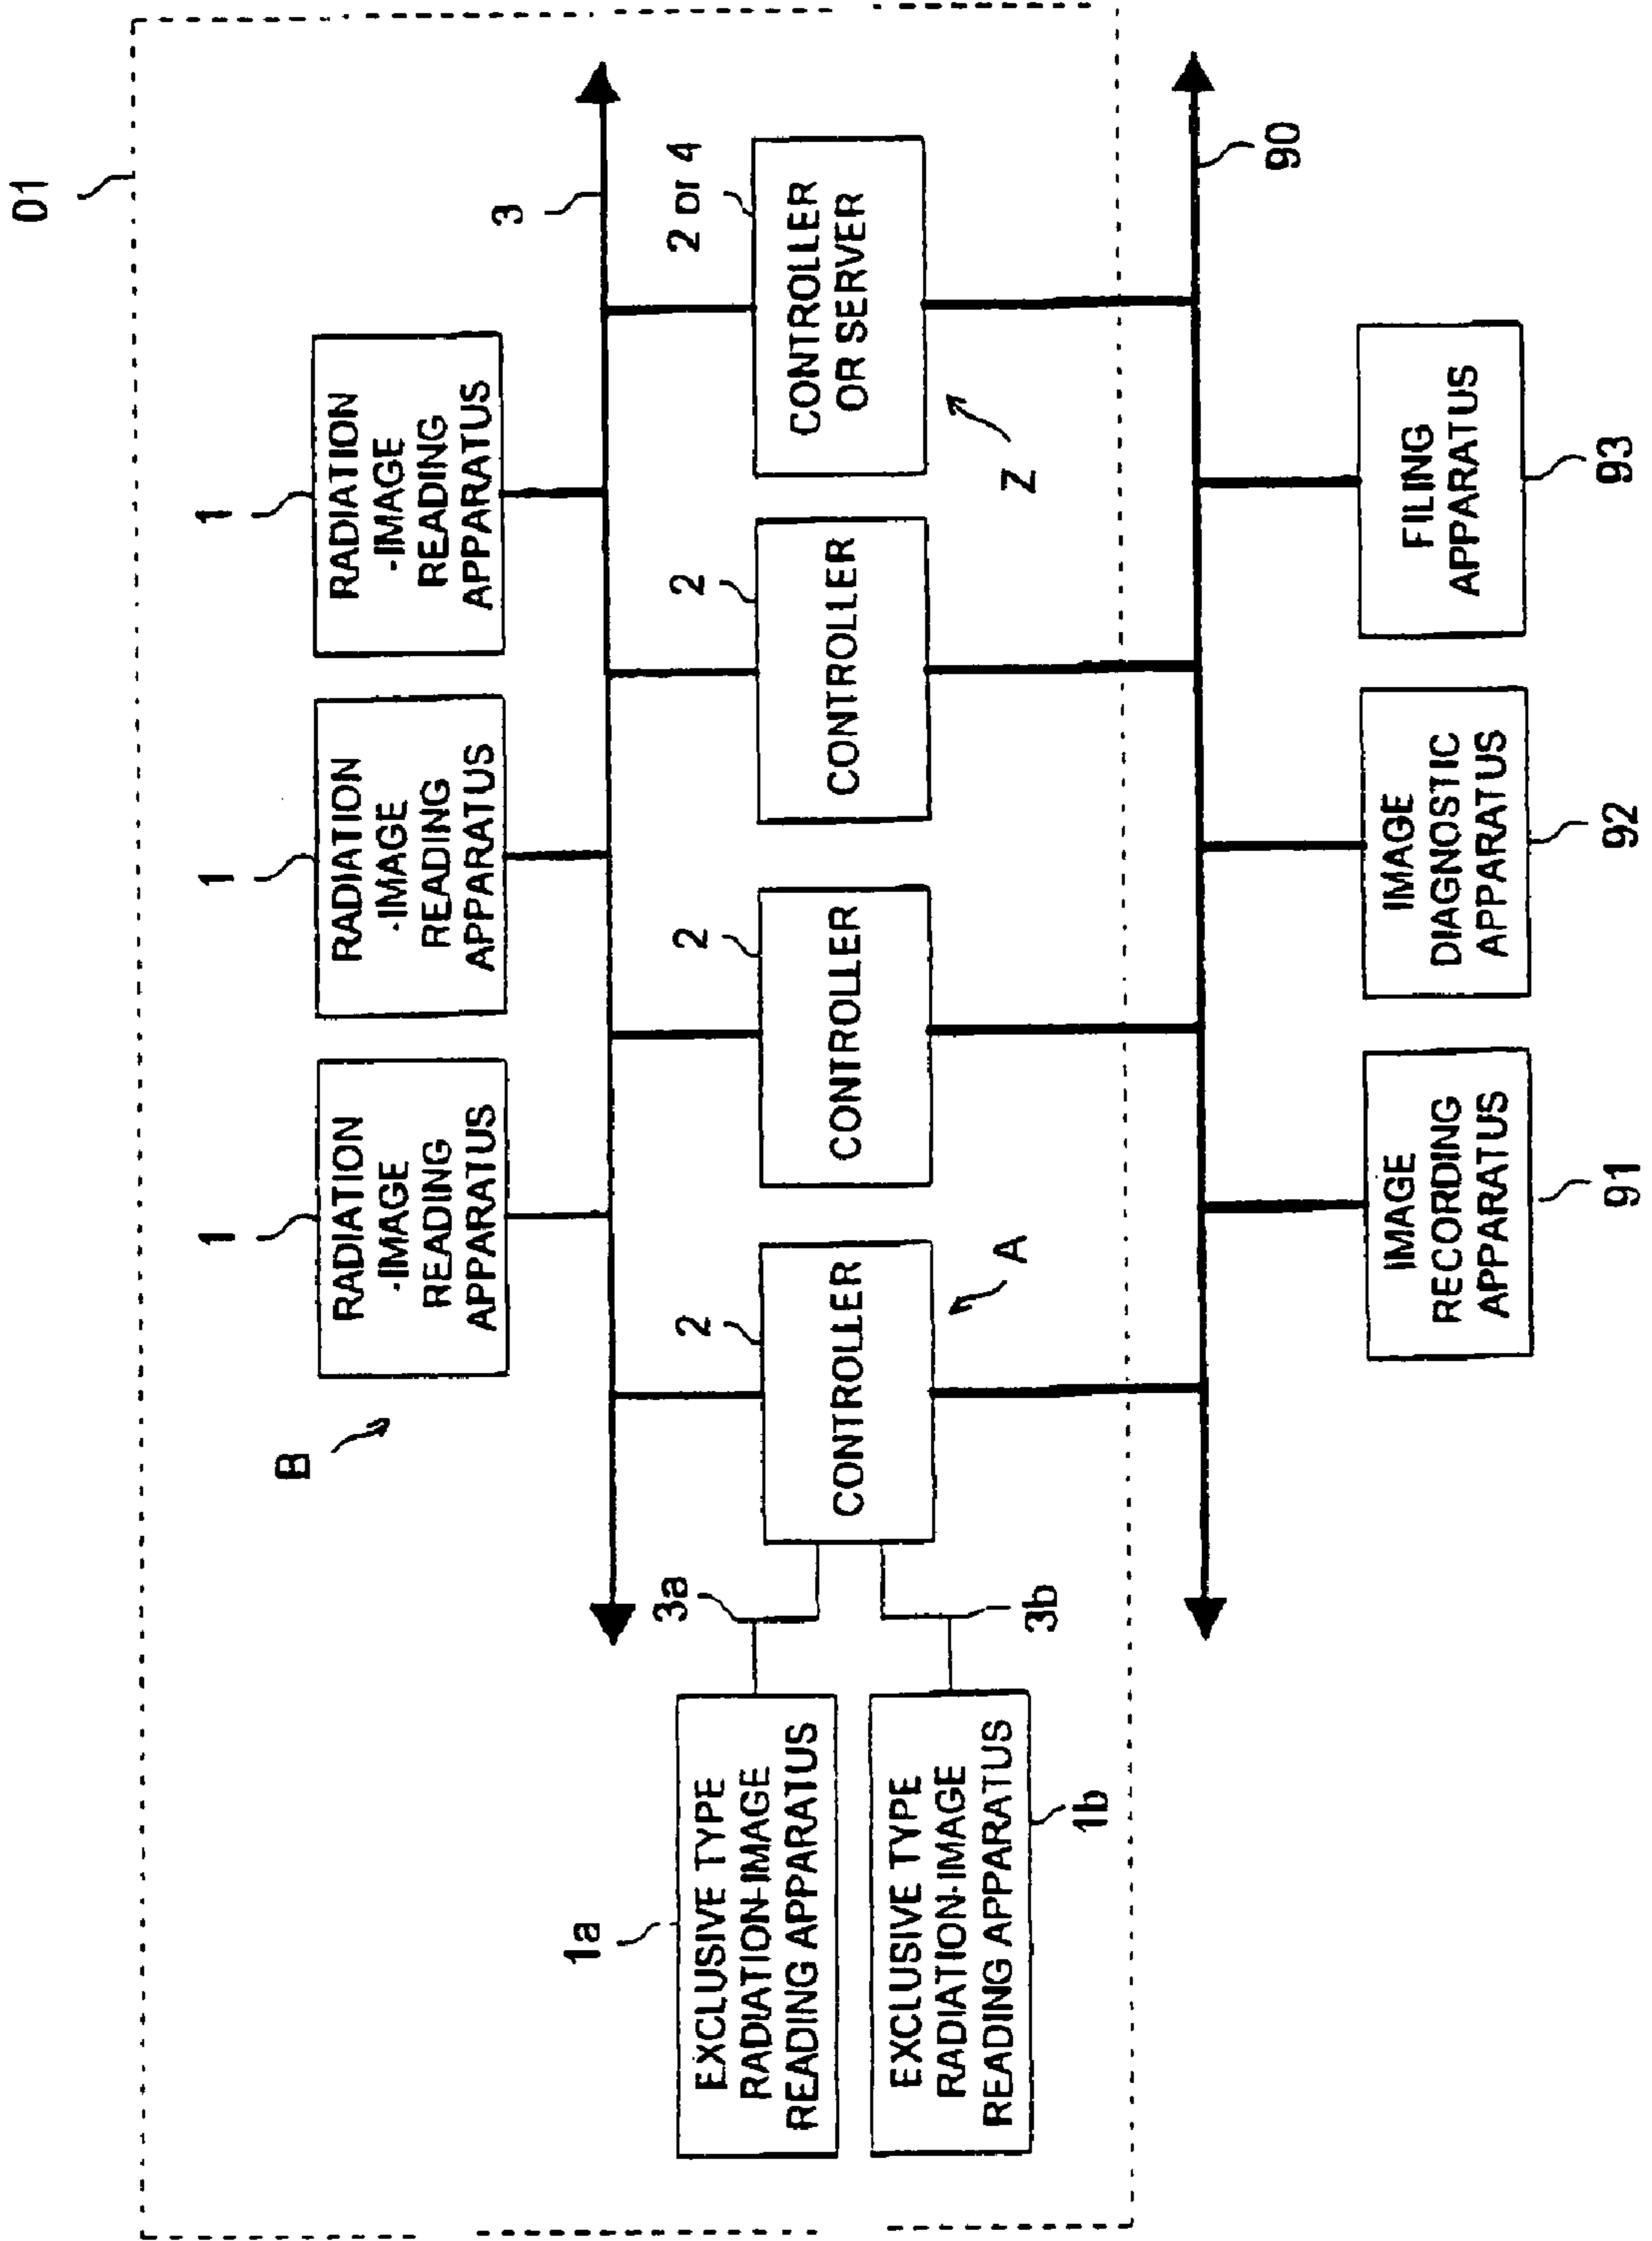 01
1
RADIATION
-IMAGE
READING
APPARATUS
1
RADIATION
-IMAGE
READING
APPARATUS
1
RADIATION
-IMAGE
READING
APPARATUS
B
3
2
CONTROLLER
A
2
CONTROLLER
2
CONTROLLER
2 or 4
CONTROLLER
OR SERVER
Z
3a
3b
1a
EXCLUSIVE TYPE
RADIATION-IMAGE
READING APPARATUS
EXCLUSIVE TYPE
RADIATION-IMAGE
READING APPARATUS
1b
90
IMAGE
RECORDING
APPARATUS
91
IMAGE
DIAGNOSTIC
APPARATUS
92
FILING
APPARATUS
93